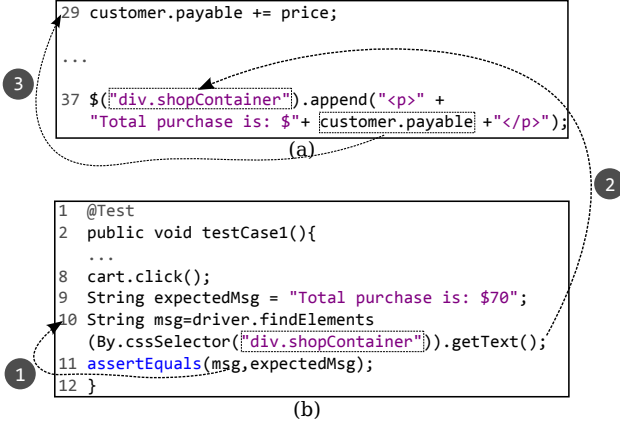 29 customer.payable += price;
...
3
37 $("div.shopContainer").append("<p>" +
"Total purchase is: $"+ customer.payable +"</p>");
(a)
2
1 @Test
2 public void testCase1(){
...
8 cart.click();
9 String expectedMsg = "Total purchase is: $70";
10 String msg=driver.findElements
(By.cssSelector("div.shopContainer")).getText();
1
11 assertEquals(msg,expectedMsg);
12 }
(b)